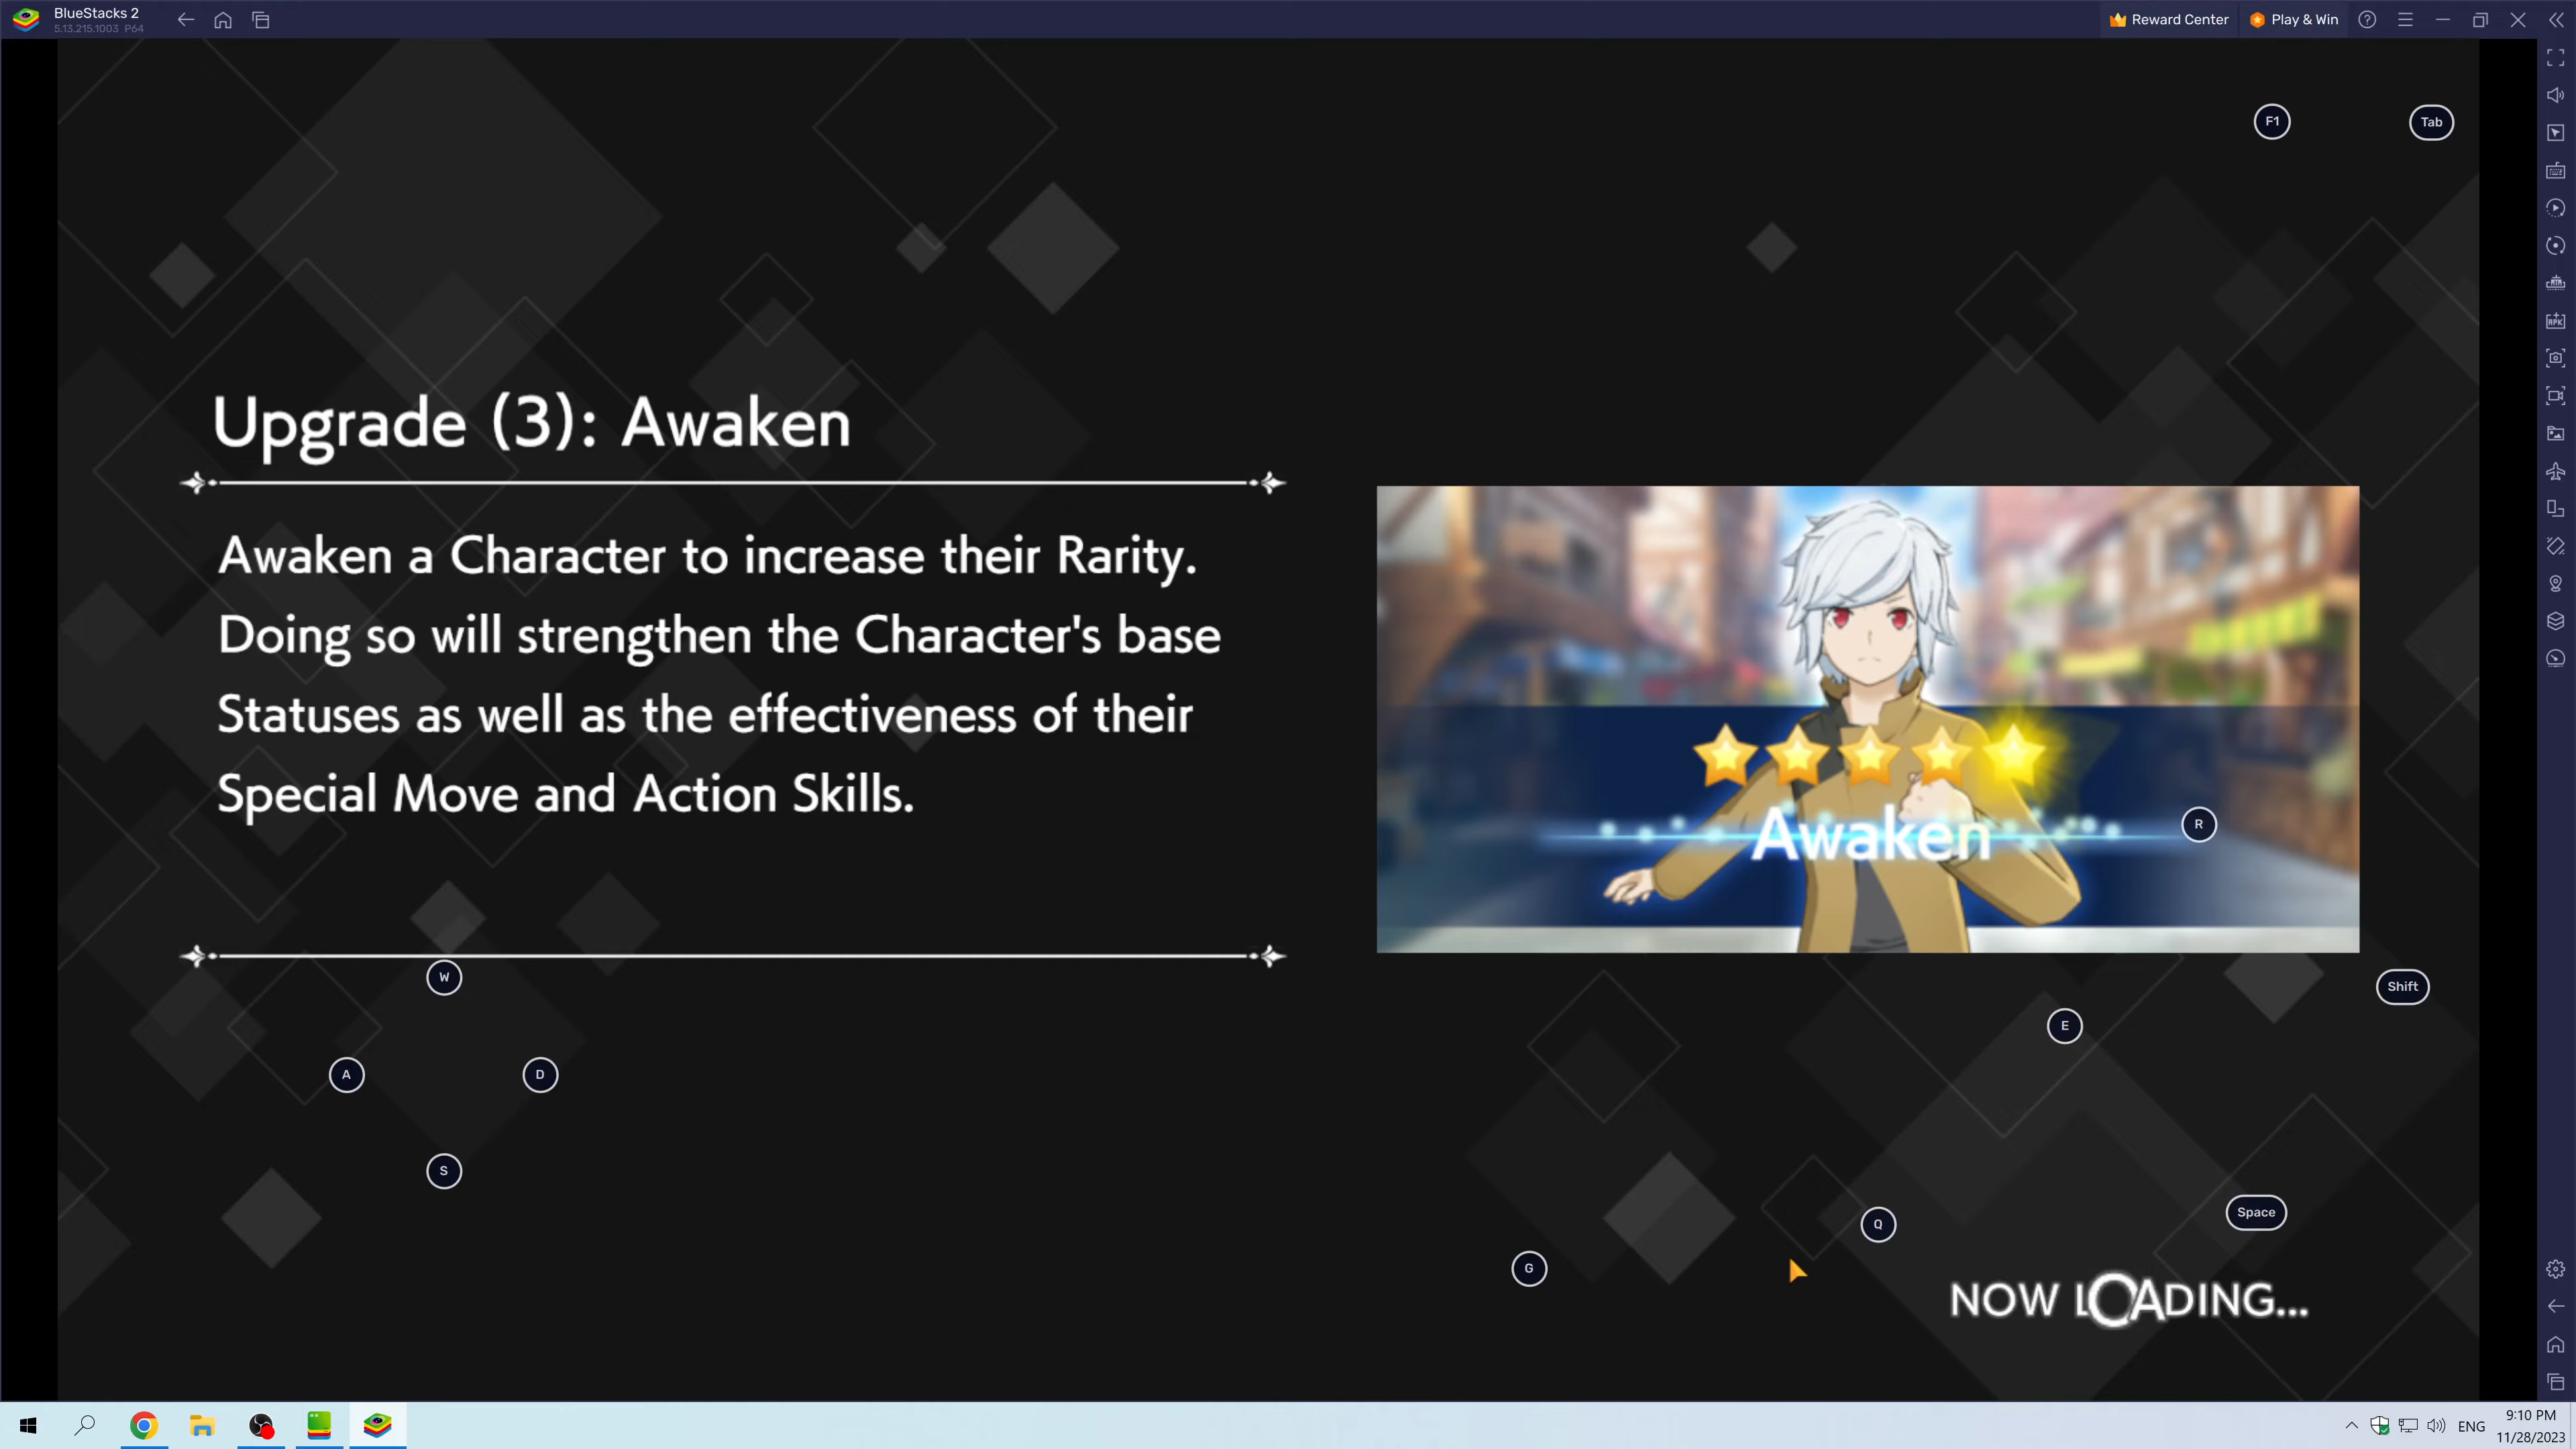 BlueStacks 2
5.13.215.1003 P64
Reward Center
Play & Win
F1
Tab
Upgrade (3): Awaken
Awaken a Character to increase their Rarity.
Doing so will strengthen the Character's base
Statuses as well as the effectiveness of their
Special Move and Action Skills.
Awaken
R
W
Shift
E
A
D
S
Space
Q
G
NOW LOADING...
ENG
9:10 PM
11/28/2023